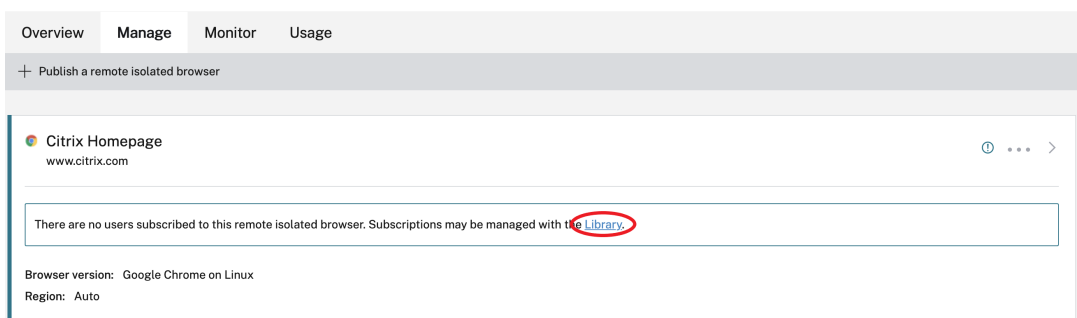 Overview Manage Monitor Usage
+ Publish a remote isolated browser
Citrix Homepage
www.citrix.com
There are no users subscribed to this remote isolated browser. Subscriptions may be managed with the Library.
Browser version: Google Chrome on Linux
Region: Auto